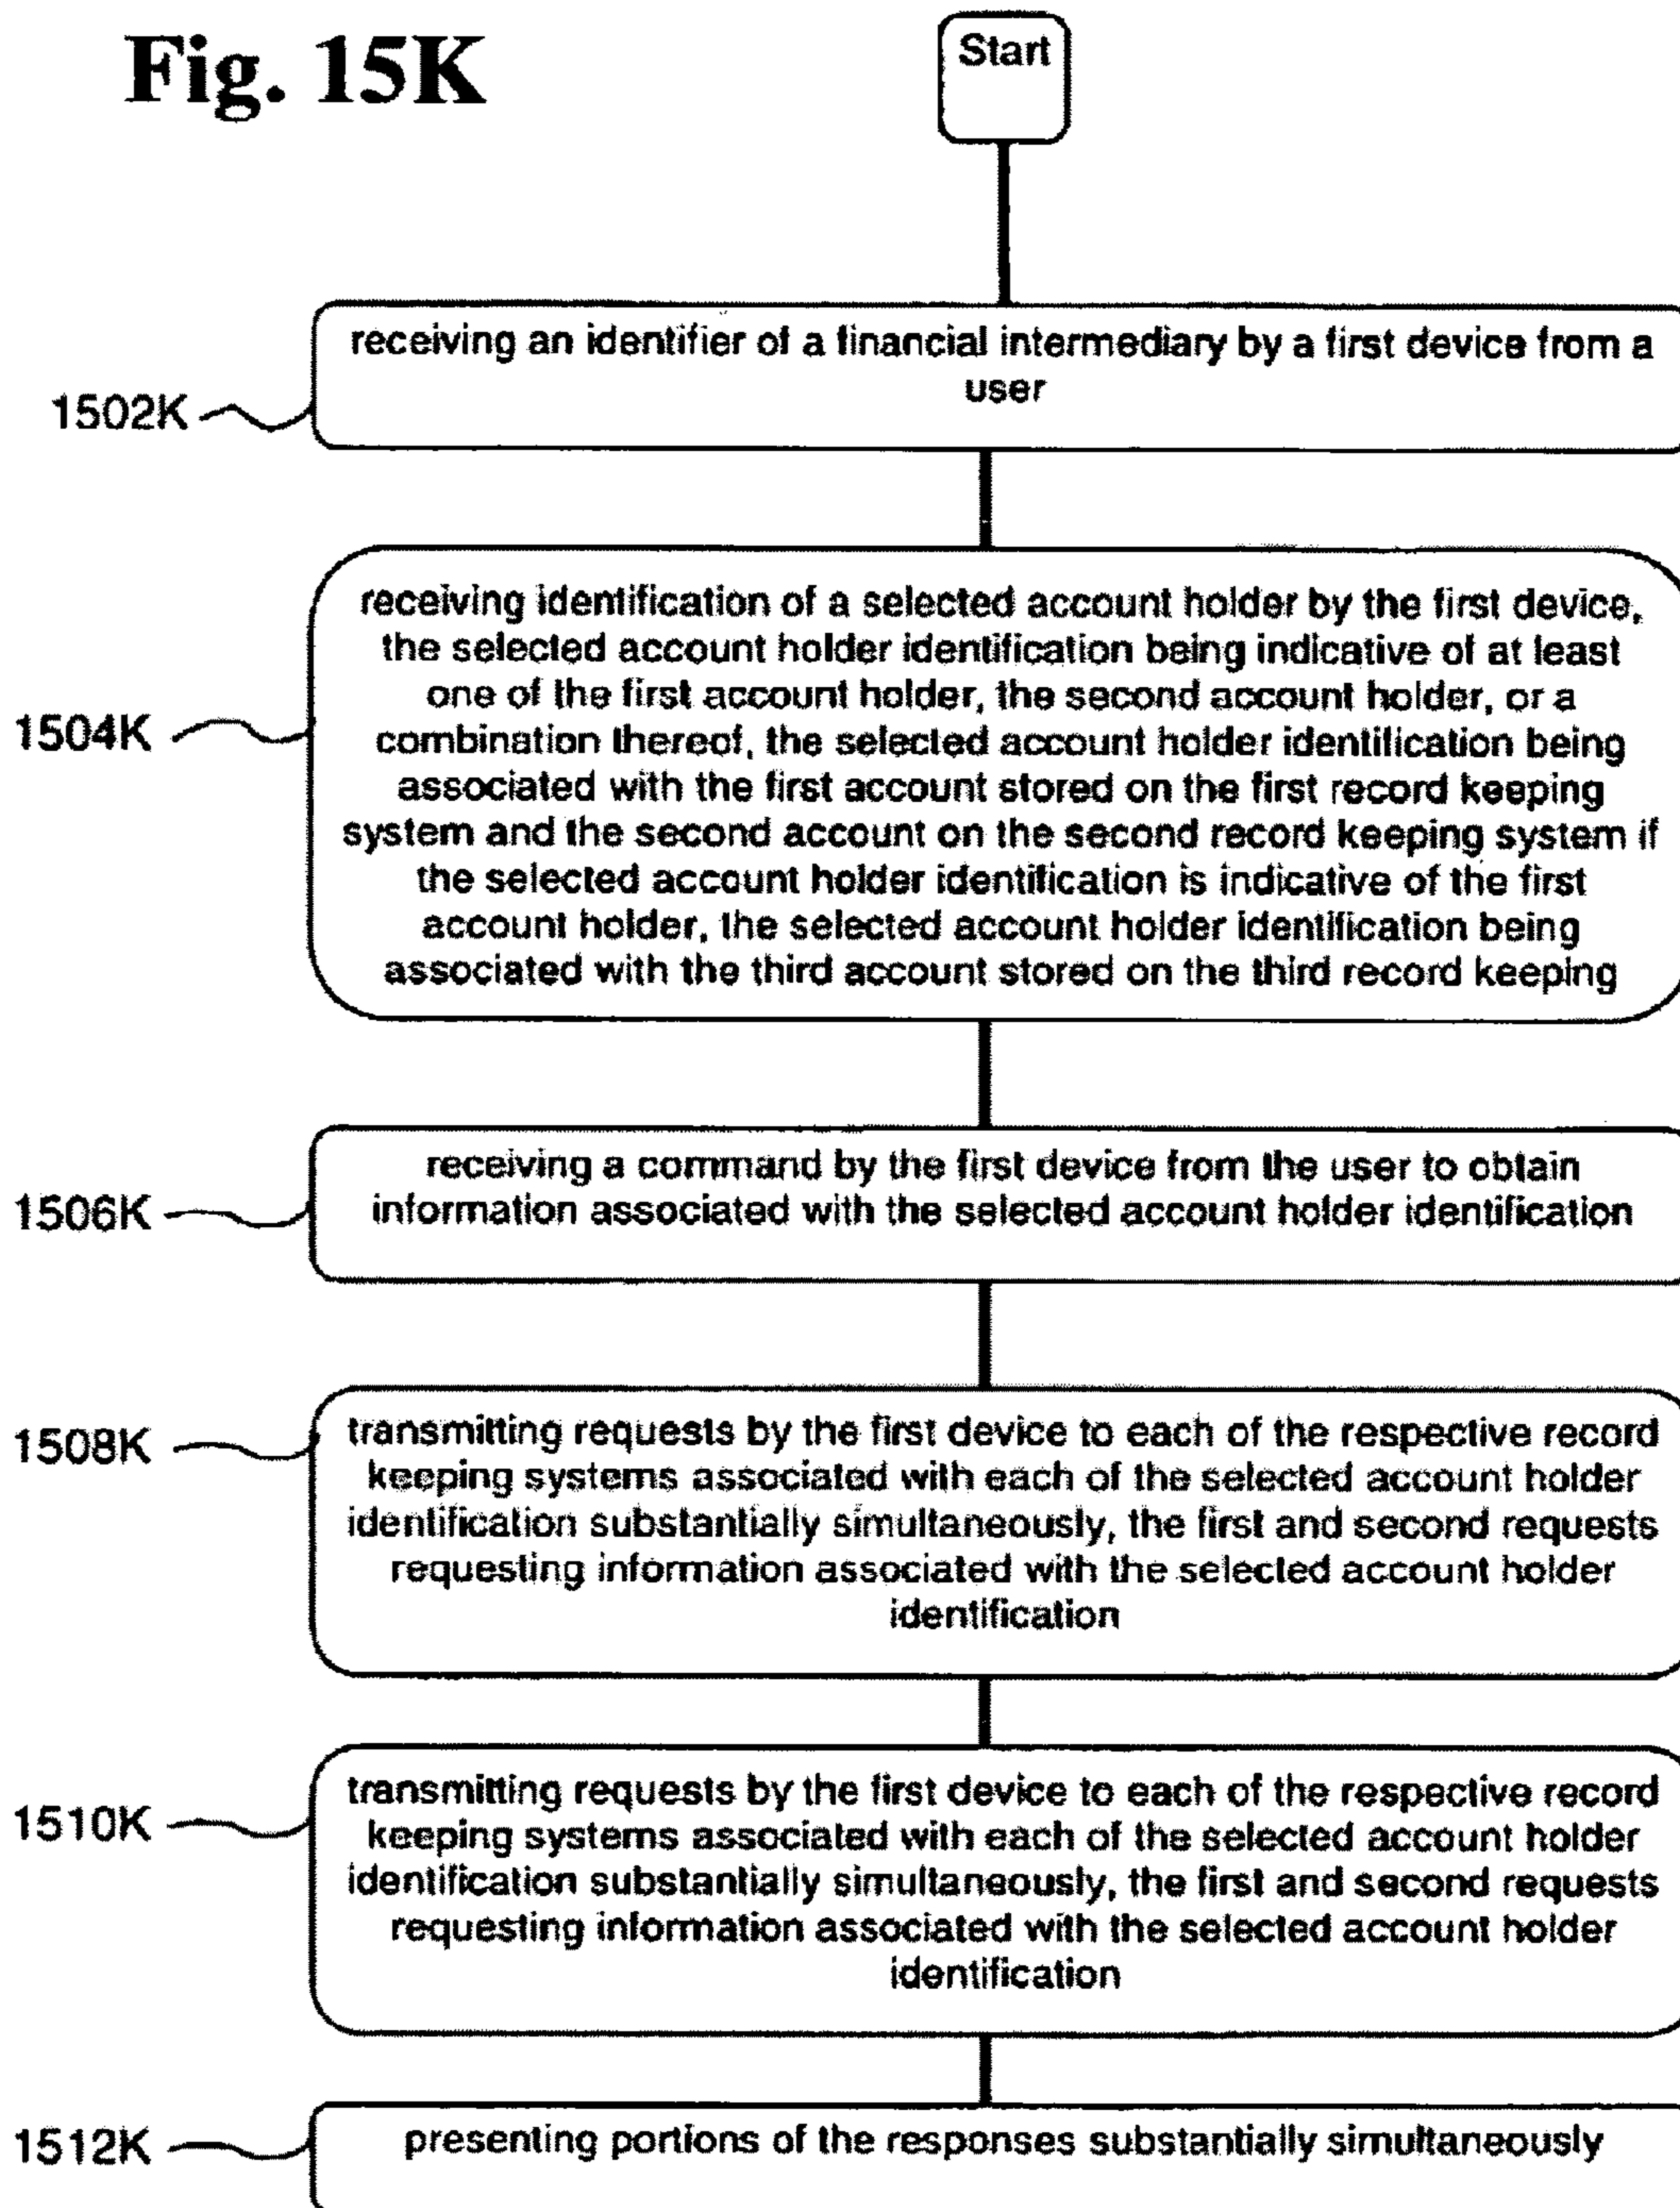 Fig. 15K
Start
receiving an identifier of a financial intermediary by a first device from a
user
1502K
receiving identification of a selected account holder by the first device,
the selected account holder identification being indicative of at least
one of the first account holder, the second account holder, or a
combination thereof, the selected account holder identification being
associated with the first account stored on the first record keeping
system and the second account on the second record keeping system if
the selected account holder identification is indicative of the first
account holder, the selected account holder identification being
associated with the third account stored on the third record keeping
1504K
receiving a command by the first device from the user to obtain
information associated with the selected account holder identification
1506K
transmitting requests by the first device to each of the respective record
keeping systems associated with each of the selected account holder
identification substantially simultaneously, the first and second requests
requesting information associated with the selected account holder
identification
1508K
transmitting requests by the first device to each of the respective record
keeping systems associated with each of the selected account holder
identification substantially simultaneously, the first and second requests
requesting information associated with the selected account holder
identification
1510K
presenting portions of the responses substantially simultaneously
1512K